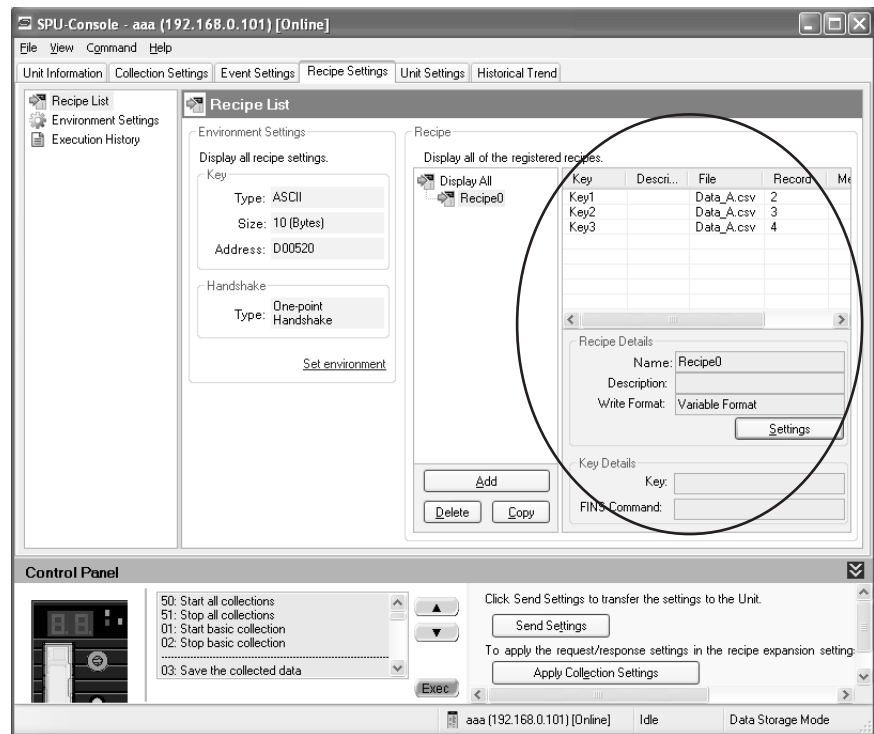 SPU-Console - aaa (192.168.0.101) [Online]
File View Command Help
Unit Information Collection Settings Event Settings Recipe Settings Unit Settings Historical Trend
Recipe List
Environment Settings
Execution History
Recipe List
Environment Settings
Display all recipe settings.
Key
Type: ASCII
Size: 10 (Bytes)
Address: D00520
Handshake
Type: One-point
Handshake
Set environment
Recipe
Display all of the registered recipes.
Display All
Recipe0
Add
Delete Copy
Key Descri... File Record Me
Key1 Data_A.csv 2
Key2 Data_A.csv 3
Key3 Data_A.csv 4
Recipe Details
Name: Recipe0
Description:
Write Format: Variable Format
Settings
Key Details
Key:
FINS Command:
Control Panel
8.8.
50: Start all collections
51: Stop all collections
01: Start basic collection
02: Stop basic collection
03: Save the collected data
Exec
Click Send Settings to transfer the settings to the Unit.
Send Settings
To apply the request/response settings in the recipe expansion setting:
Apply Collection Settings
aaa (192.168.0.101) [Online] Idle Data Storage Mode